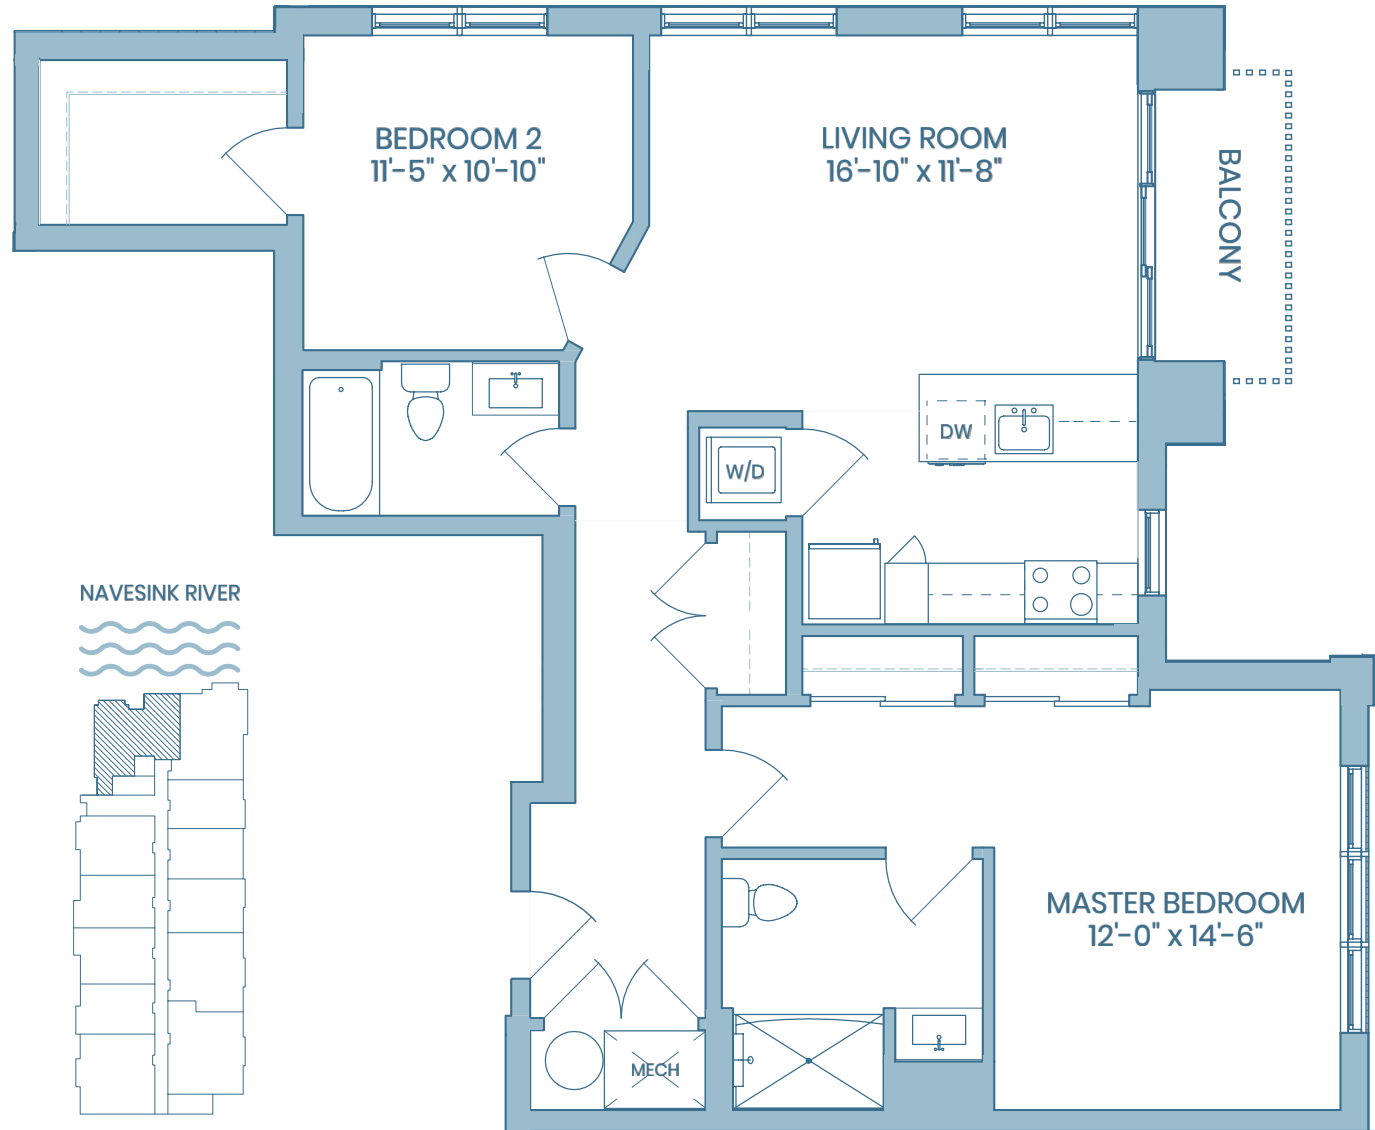 BEDROOM 2
11'-5" x 10'-10"
LIVING ROOM
16'-10" x 11'-8"
BALCONY
DW
W/D
NAVESINK RIVER
MASTER BEDROOM
12'-0" x 14'-6"
MECH